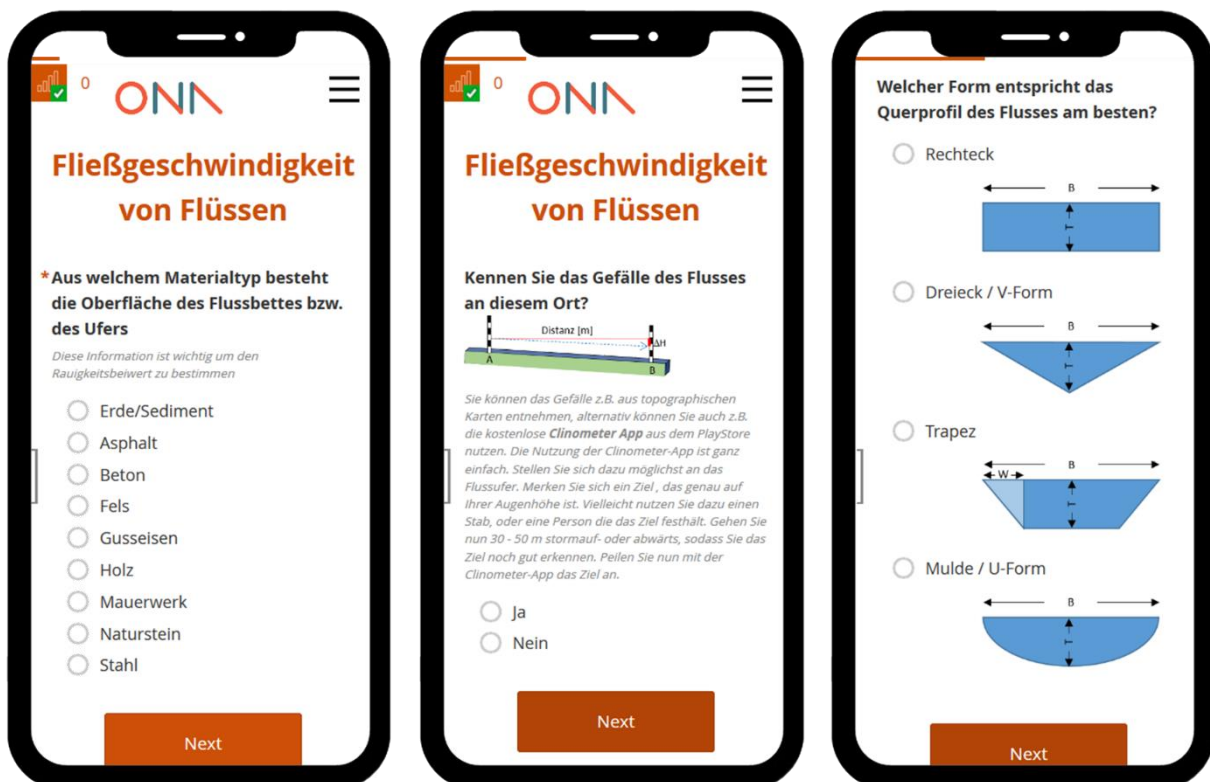 0
ONA
Fließgeschwindigkeit
von Flüssen
* Aus welchem Materialtyp besteht
die Oberfläche des Flussbettes bzw.
des Ufers
Diese Information ist wichtig um den
Rauigkeitsbeiwert zu bestimmen
Erde/Sediment
Asphalt
Beton
Fels
Gusseisen
Holz
Mauerwerk
Naturstein
Stahl
Next
0
ONA
Fließgeschwindigkeit
von Flüssen
Kennen Sie das Gefälle des Flusses
an diesem Ort?
Distanz [m]
ΔH
A
B
Sie können das Gefälle z.B. aus topographischen
Karten entnehmen, alternativ können Sie auch z.B.
die kostenlose Clinometer App aus dem PlayStore
nutzen. Die Nutzung der Clinometer-App ist ganz
einfach. Stellen Sie sich dazu möglichst an das
Flussufer. Merken Sie sich ein Ziel , das genau auf
Ihrer Augenhöhe ist. Vielleicht nutzen Sie dazu einen
Stab, oder eine Person die das Ziel festhält. Gehen Sie
nun 30 - 50 m stormauf- oder abwärts, sodass Sie das
Ziel noch gut erkennen. Peilen Sie nun mit der
Clinometer-App das Ziel an.
Ja
Nein
Next
Welcher Form entspricht das
Querprofil des Flusses am besten?
Rechteck
B
T
Dreieck / V-Form
B
T
Trapez
B
W
T
Mulde / U-Form
B
T
Next